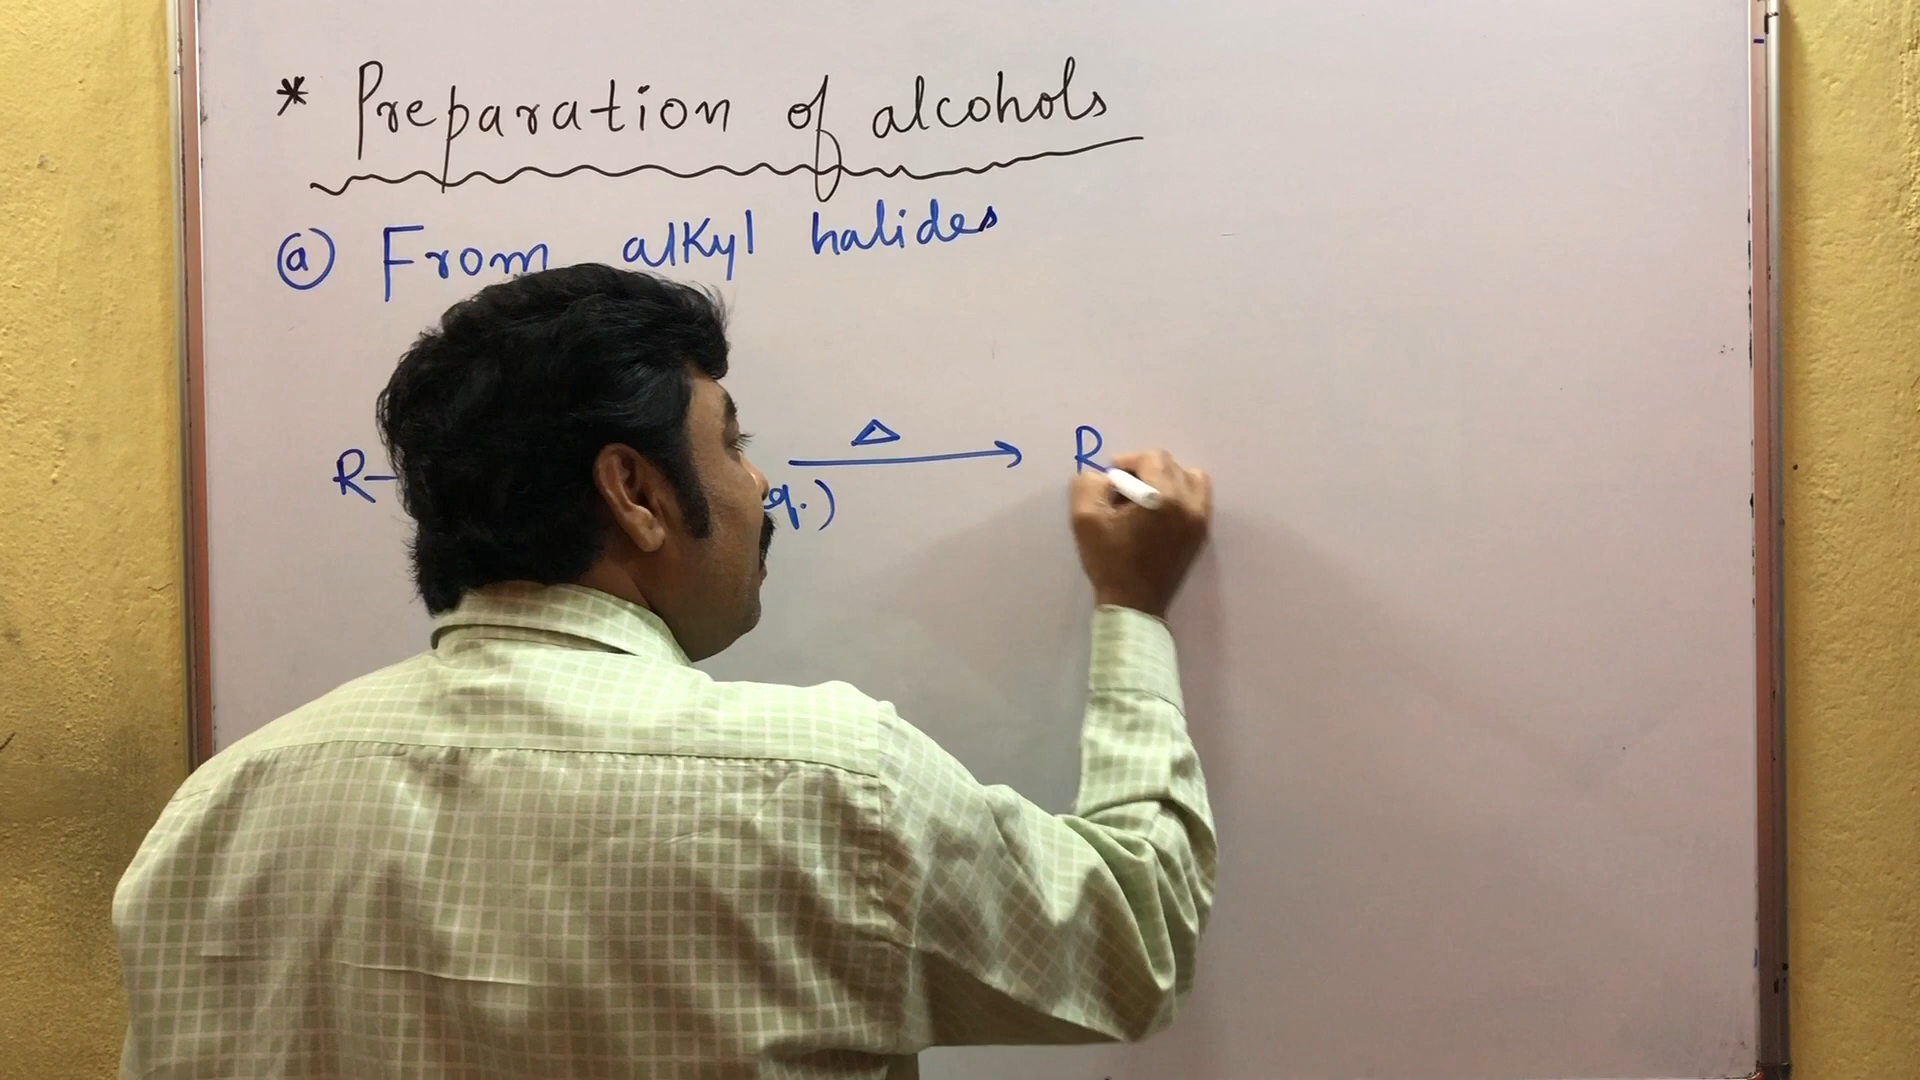 * Preparation of alcohols
(a) From alkyl halides
R- Δ → R
q.)